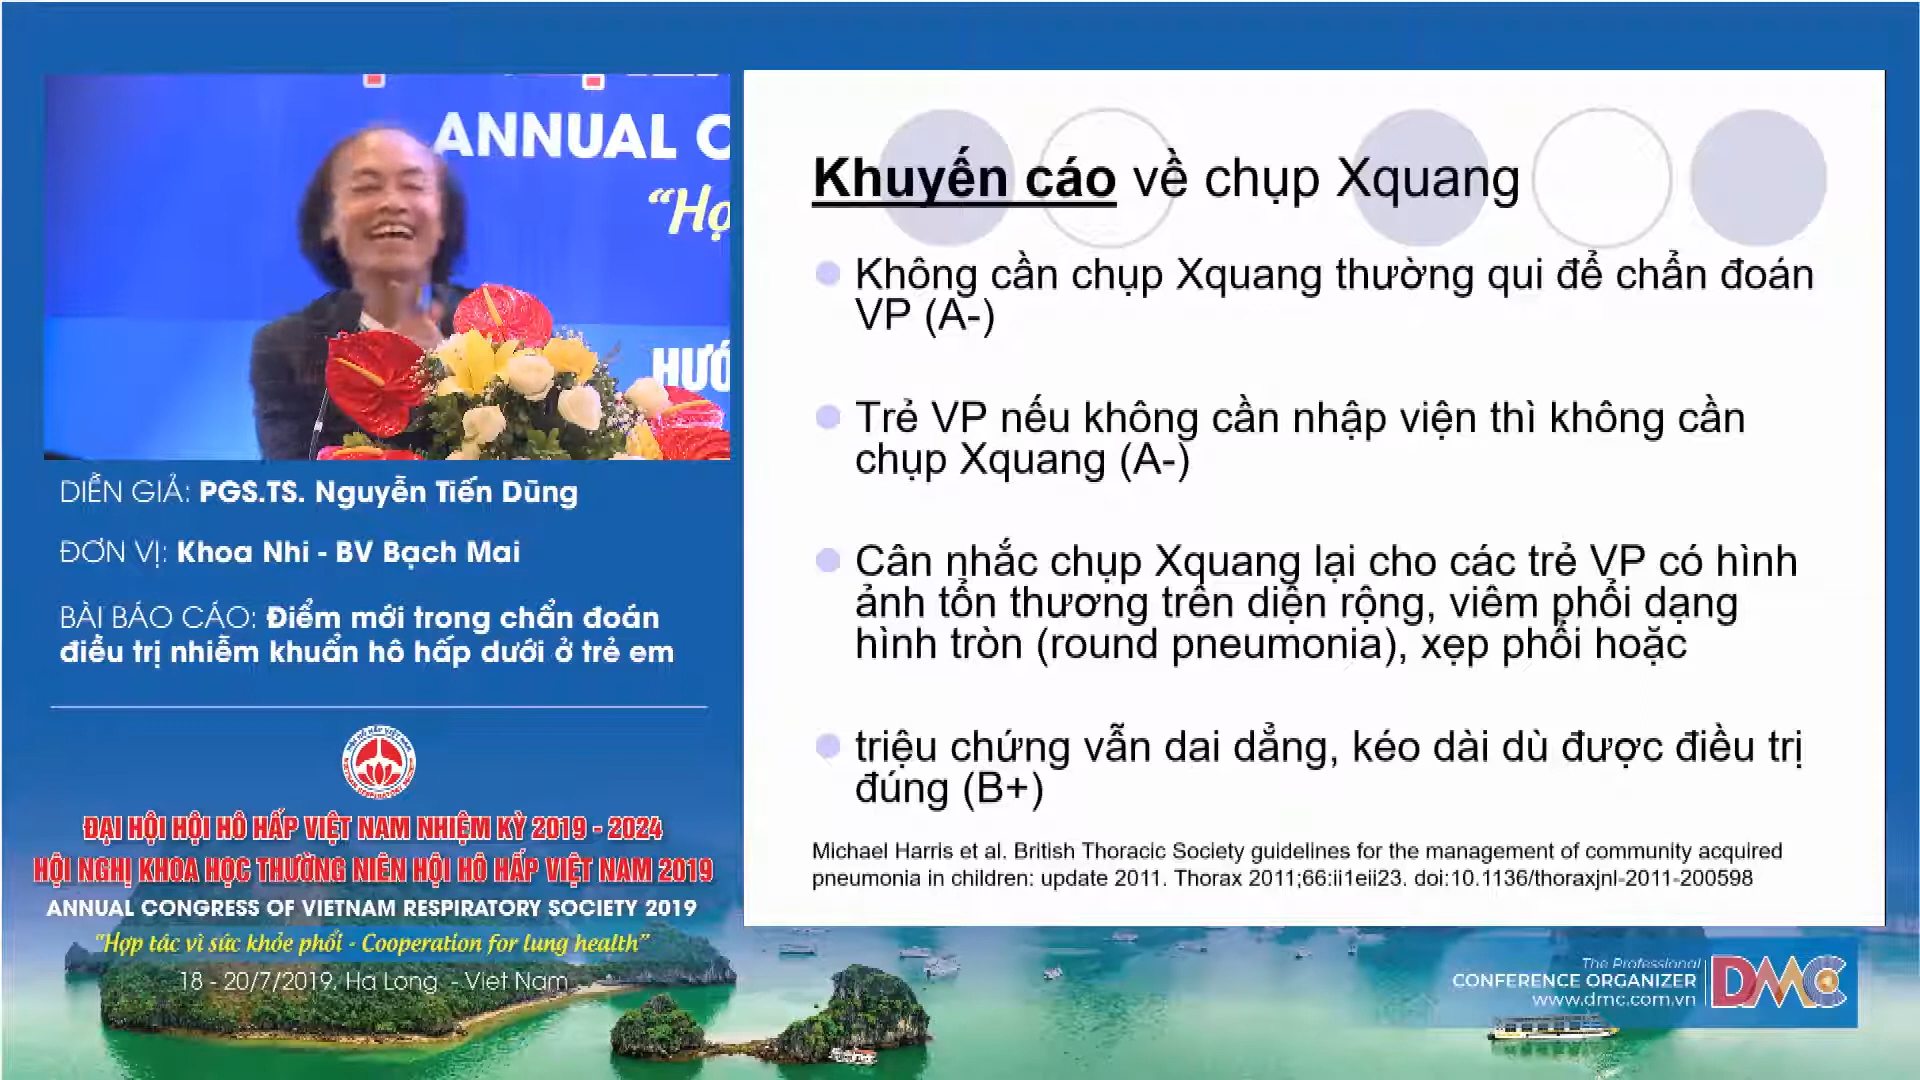 ANNUAL C
“Họ
HƯỚ
DIỄN GIẢ: PGS.TS. Nguyễn Tiến Dũng
ĐƠN VỊ: Khoa Nhi - BV Bạch Mai
BÀI BÁO CÁO: Điểm mới trong chẩn đoán
điều trị nhiễm khuẩn hô hấp dưới ở trẻ em
ĐẠI HỘI HỘI HÔ HẤP VIỆT NAM NHIỆM KỲ 2019 - 2024
HỘI NGHỊ KHOA HỌC THƯỜNG NIÊN HỘI HÔ HẤP VIỆT NAM 2019
ANNUAL CONGRESS OF VIETNAM RESPIRATORY SOCIETY 2019
“Hợp tác vì sức khỏe phổi - Cooperation for lung health”
18 - 20/7/2019. Ha Long - Viet Nam
Khuyến cáo về chụp Xquang
Không cần chụp Xquang thường qui để chẩn đoán
VP (A-)
Trẻ VP nếu không cần nhập viện thì không cần
chụp Xquang (A-)
Cân nhắc chụp Xquang lại cho các trẻ VP có hình
ảnh tổn thương trên diện rộng, viêm phổi dạng
hình tròn (round pneumonia), xẹp phổi hoặc
triệu chứng vẫn dai dẳng, kéo dài dù được điều trị
đúng (B+)
Michael Harris et al. British Thoracic Society guidelines for the management of community acquired
pneumonia in children: update 2011. Thorax 2011;66:ii1eii23. doi:10.1136/thoraxjnl-2011-200598
The Professional
CONFERENCE ORGANIZER
www.dmc.com.vn
DMC